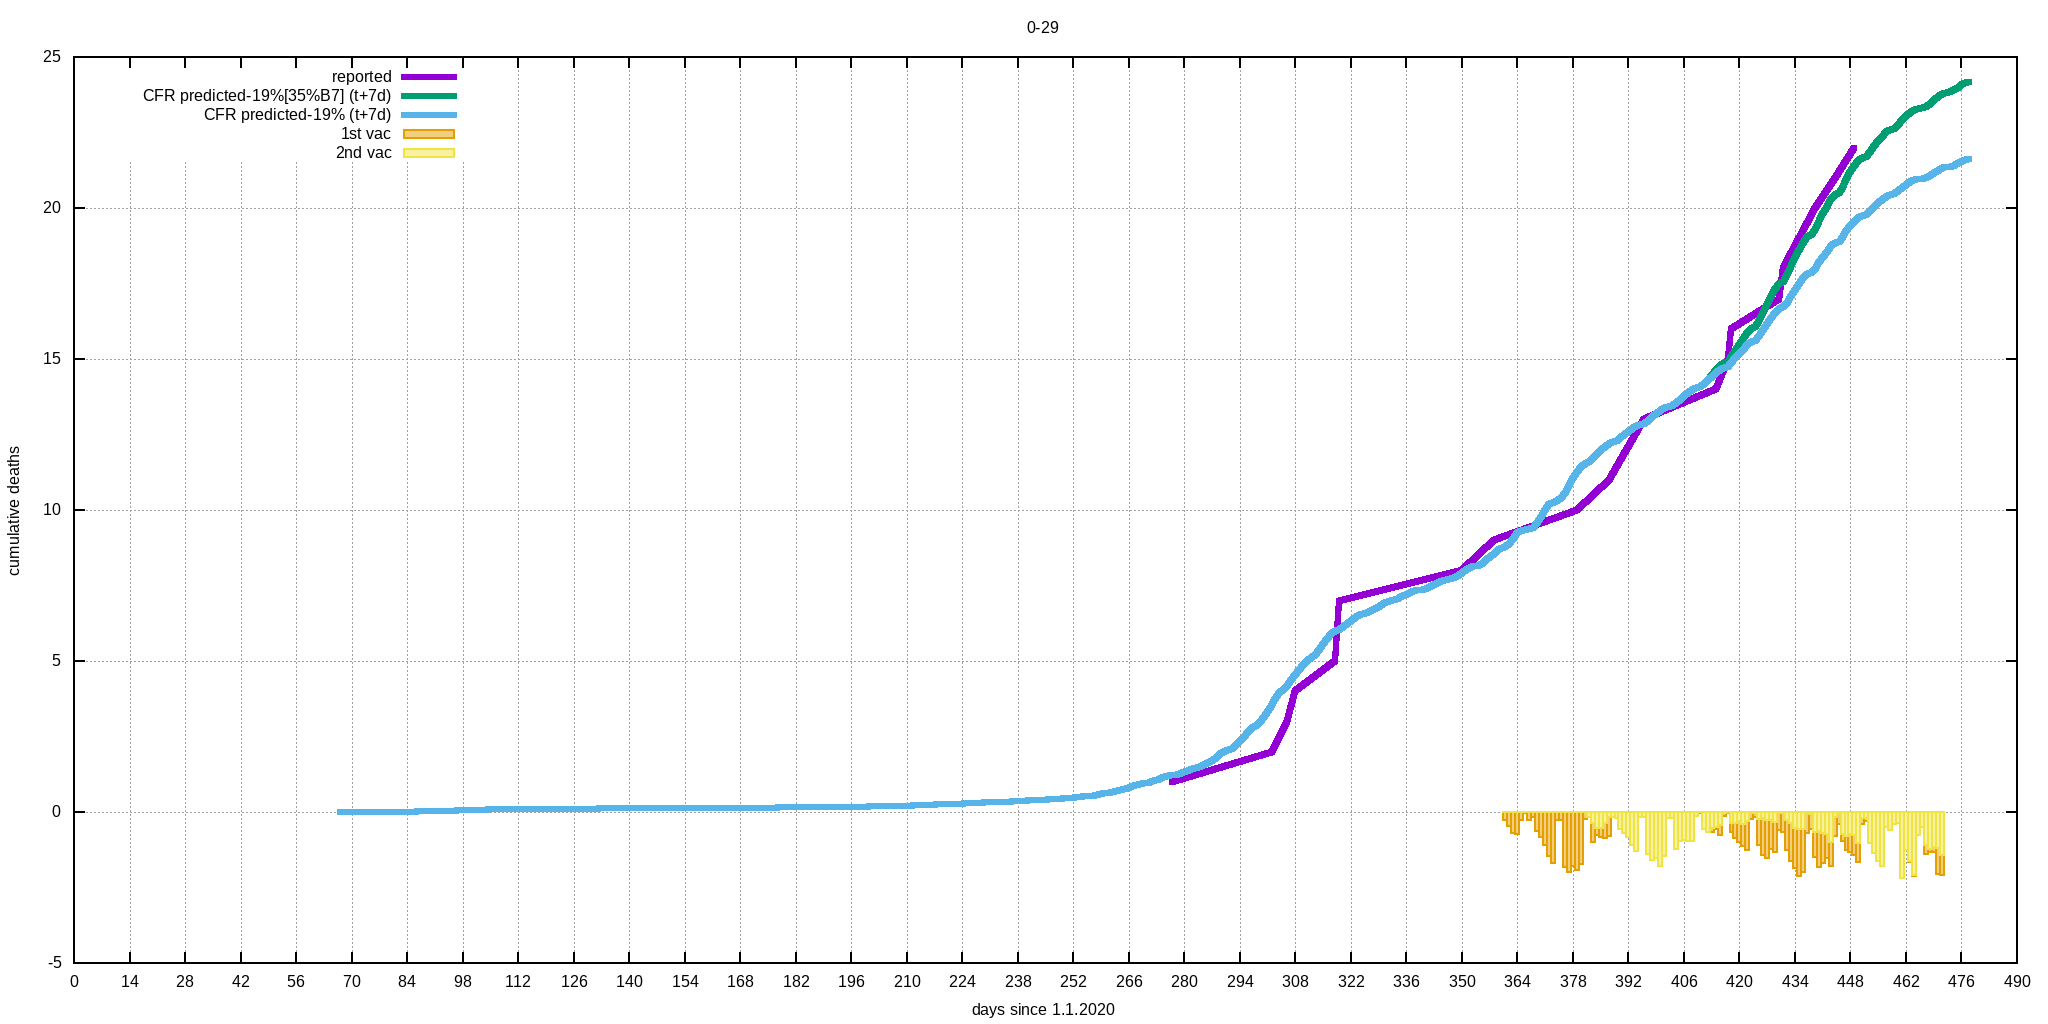 0-29
25
20
15
10
5
0
-5
cumulative deaths
reported
CFR predicted-19%[35%B7] (t+7d)
CFR predicted-19% (t+7d)
1st vac
2nd vac
0 14 28 42 56 70 84 98 112 126 140 154 168 182 196 210 224 238 252 266 280 294 308 322 336 350 364 378 392 406 420 434 448 462 476 490
days since 1.1.2020